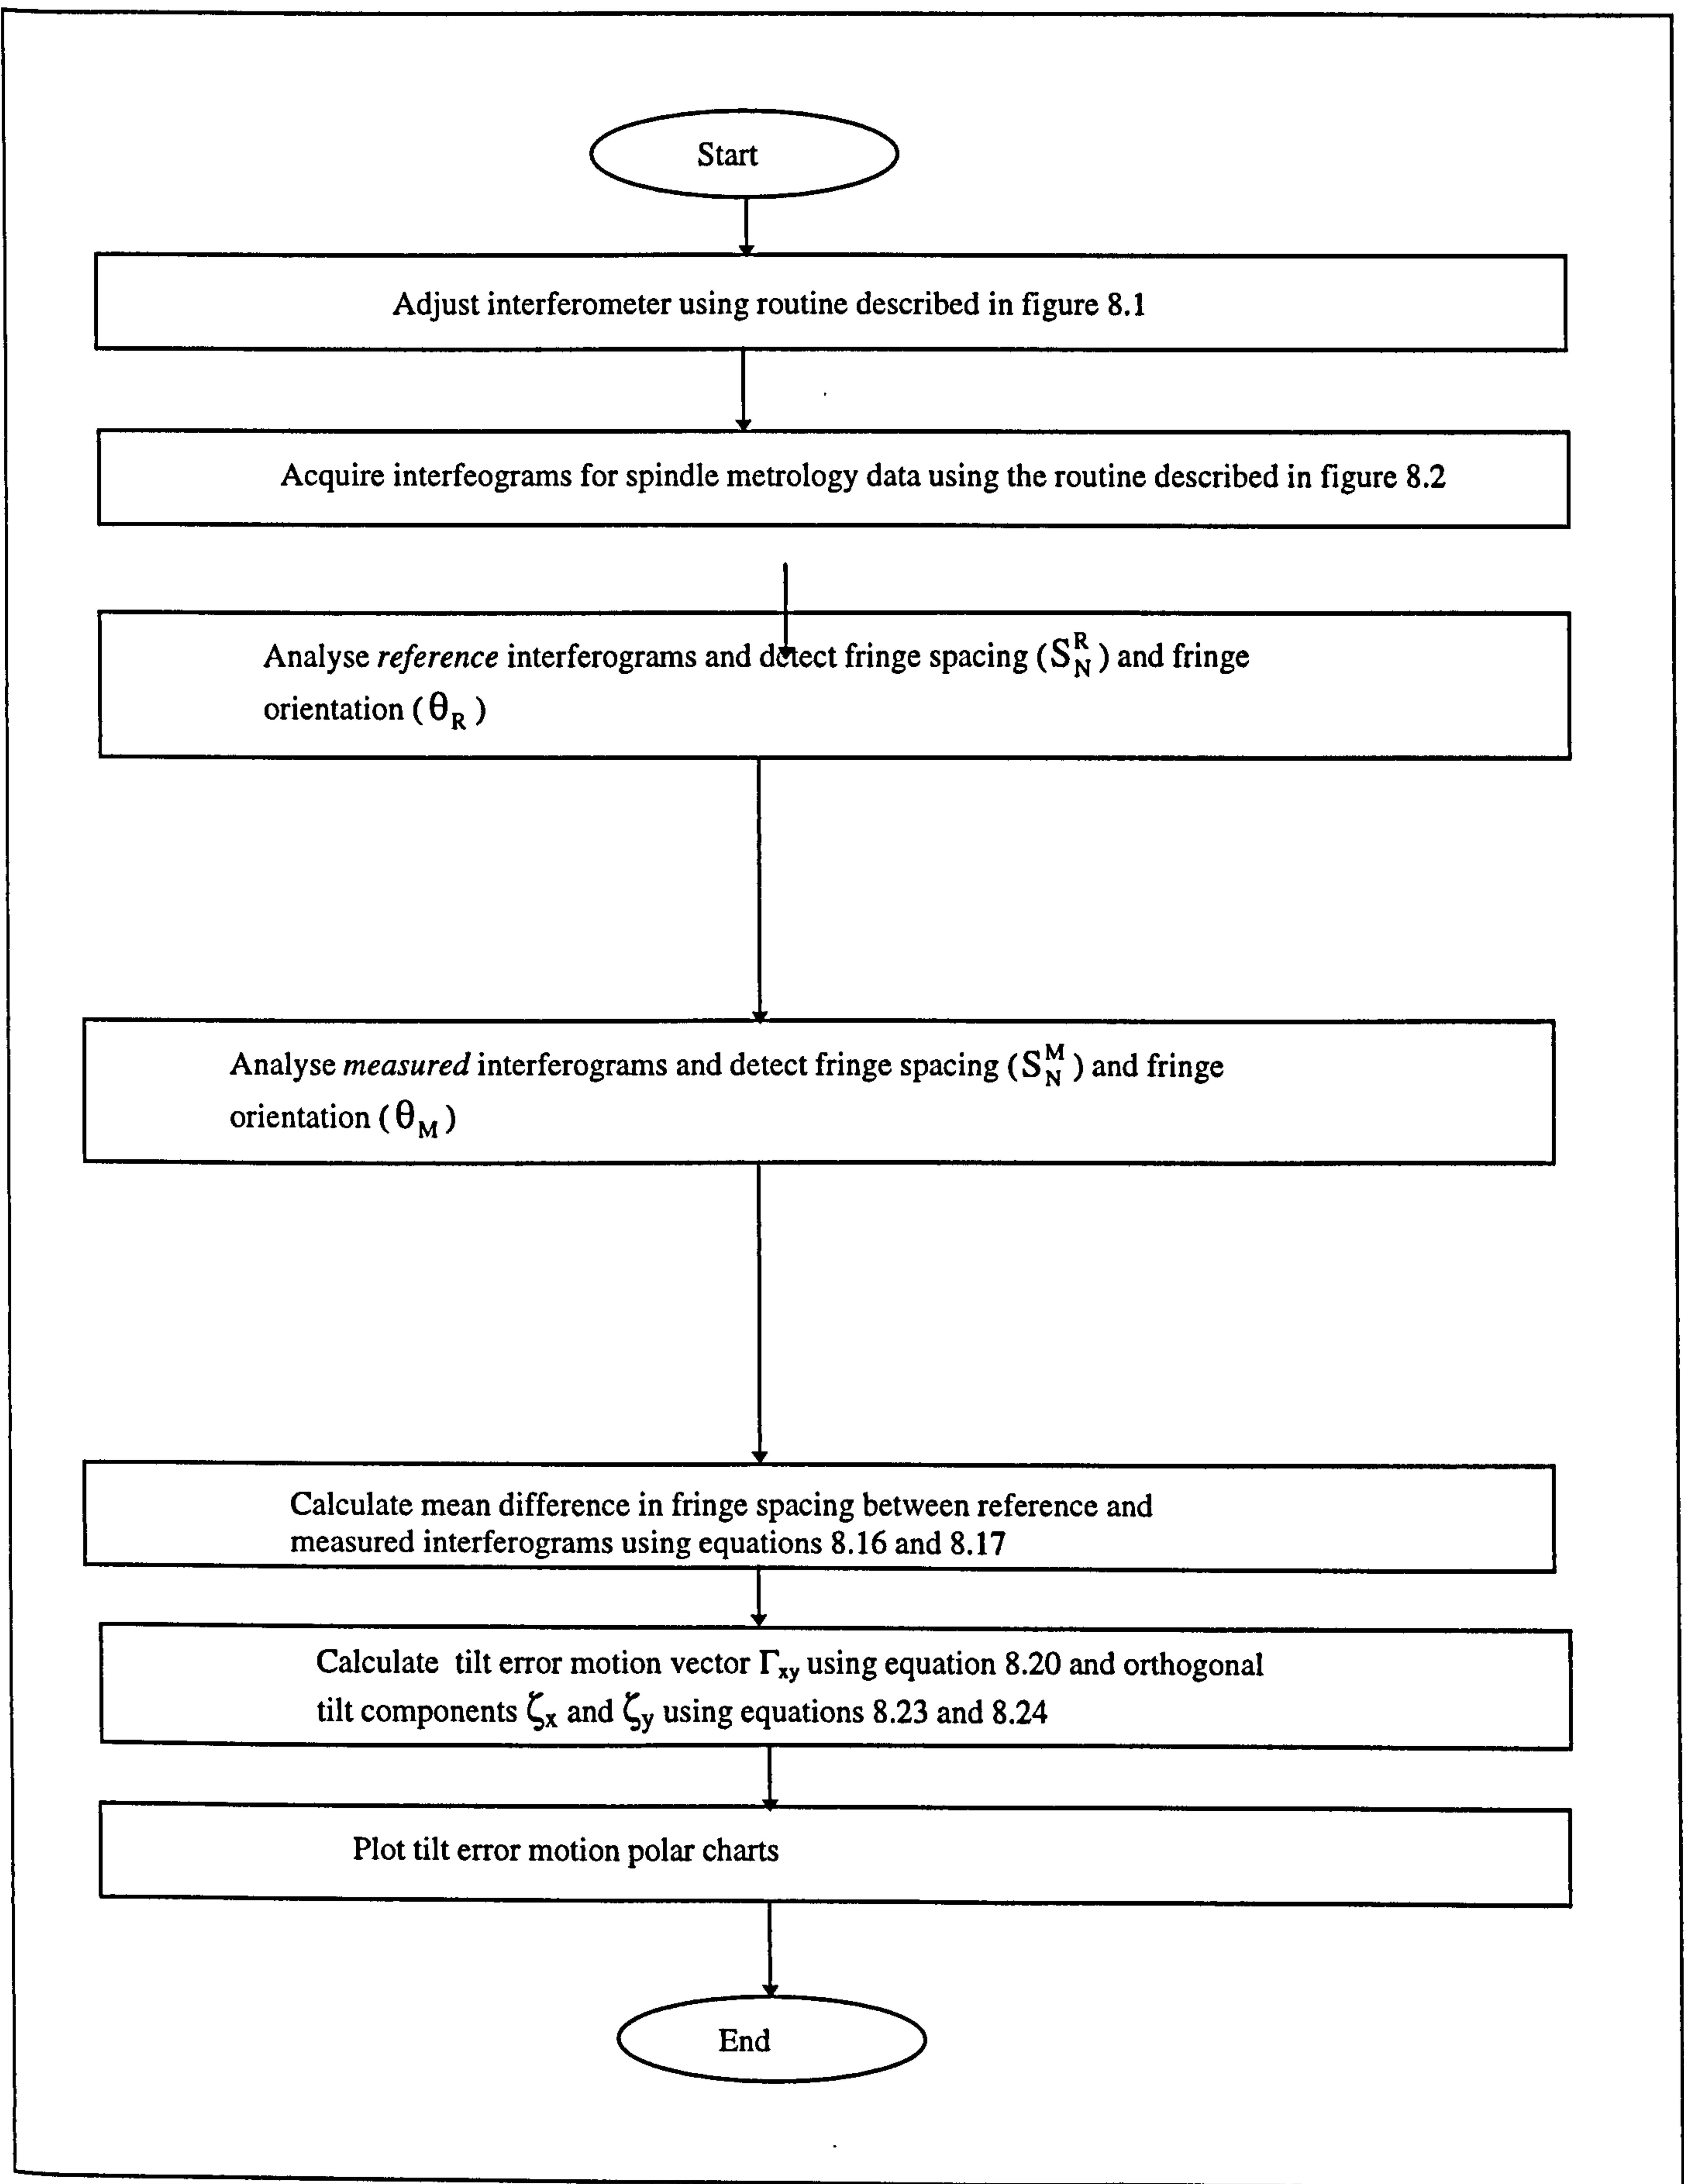 Start
Adjust interferometer using routine described in figure 8.1
Acquire interfeograms for spindle metrology data using the routine described in figure 8.2
Analyse reference interferograms and detect fringe spacing (S_N^R) and fringe
orientation (θ_R)
Analyse measured interferograms and detect fringe spacing (S_N^M) and fringe
orientation (θ_M)
Calculate mean difference in fringe spacing between reference and
measured interferograms using equations 8.16 and 8.17
Calculate tilt error motion vector Γ_xy using equation 8.20 and orthogonal
tilt components ζ_x and ζ_y using equations 8.23 and 8.24
Plot tilt error motion polar charts
End